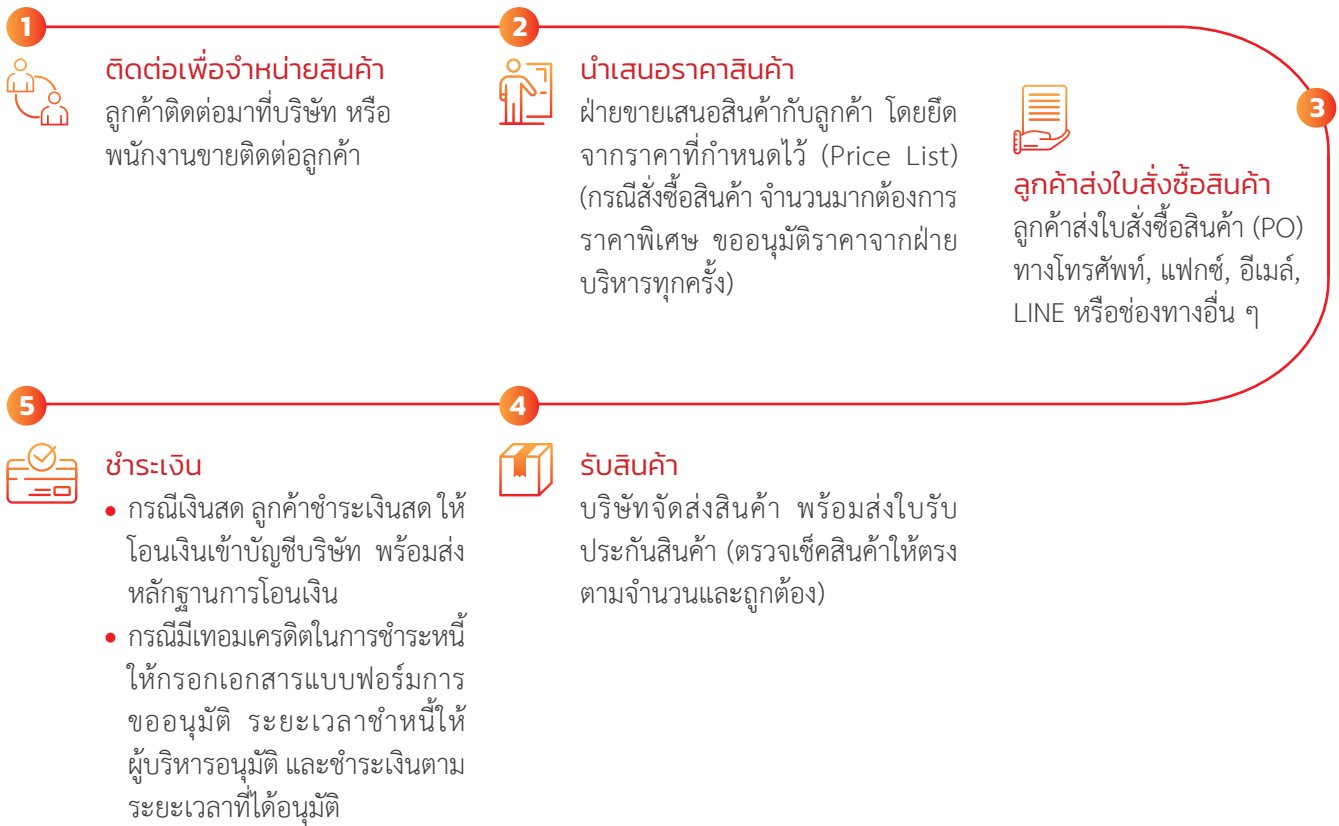 1
ติดต่อเพื่อจำหน่ายสินค้า
ลูกค้าติดต่อมาที่บริษัท หรือ
พนักงานขายติดต่อลูกค้า
2
นำเสนอราคาสินค้า
ฝ่ายขายเสนอสินค้ากับลูกค้า โดยยึด
จากราคาที่กำหนดไว้ (Price List)
(กรณีสั่งซื้อสินค้า จำนวนมากต้องการ
ราคาพิเศษ ขออนุมัติราคาจากฝ่าย
บริหารทุกครั้ง)
3
ลูกค้าส่งใบสั่งซื้อสินค้า
ลูกค้าส่งใบสั่งซื้อสินค้า (PO)
ทางโทรศัพท์, แฟกซ์, อีเมล์,
LINE หรือช่องทางอื่น ๆ
4
รับสินค้า
บริษัทจัดส่งสินค้า พร้อมส่งใบรับ
ประกันสินค้า (ตรวจเช็คสินค้าให้ตรง
ตามจำนวนและถูกต้อง)
5
ชำระเงิน
• กรณีเงินสด ลูกค้าชำระเงินสด ให้
โอนเงินเข้าบัญชีบริษัท พร้อมส่ง
หลักฐานการโอนเงิน
• กรณีมีเทอมเครดิตในการชำระหนี้
ให้กรอกเอกสารแบบฟอร์มการ
ขออนุมัติ ระยะเวลาชำหนี้ให้
ผู้บริหารอนุมัติ และชำระเงินตาม
ระยะเวลาที่ได้อนุมัติ